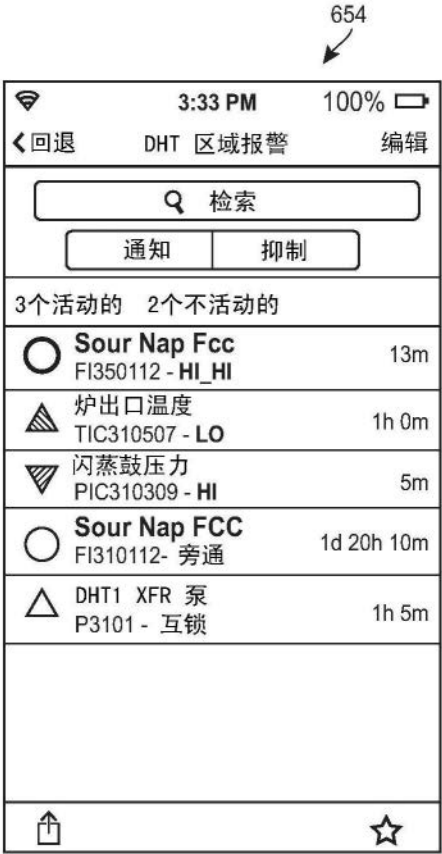 654
3:33 PM 100%
回退 DHT 区域报警 编辑
检索
通知 抑制
3个活动的 2个不活动的
Sour Nap Fcc
FI350112 - HI_HI 13m
炉出口温度
TIC310507 - LO 1h 0m
闪蒸鼓压力
PIC310309 - HI 5m
Sour Nap FCC
FI310112- 旁通 1d 20h 10m
DHT1 XFR 泵
P3101 - 互锁 1h 5m